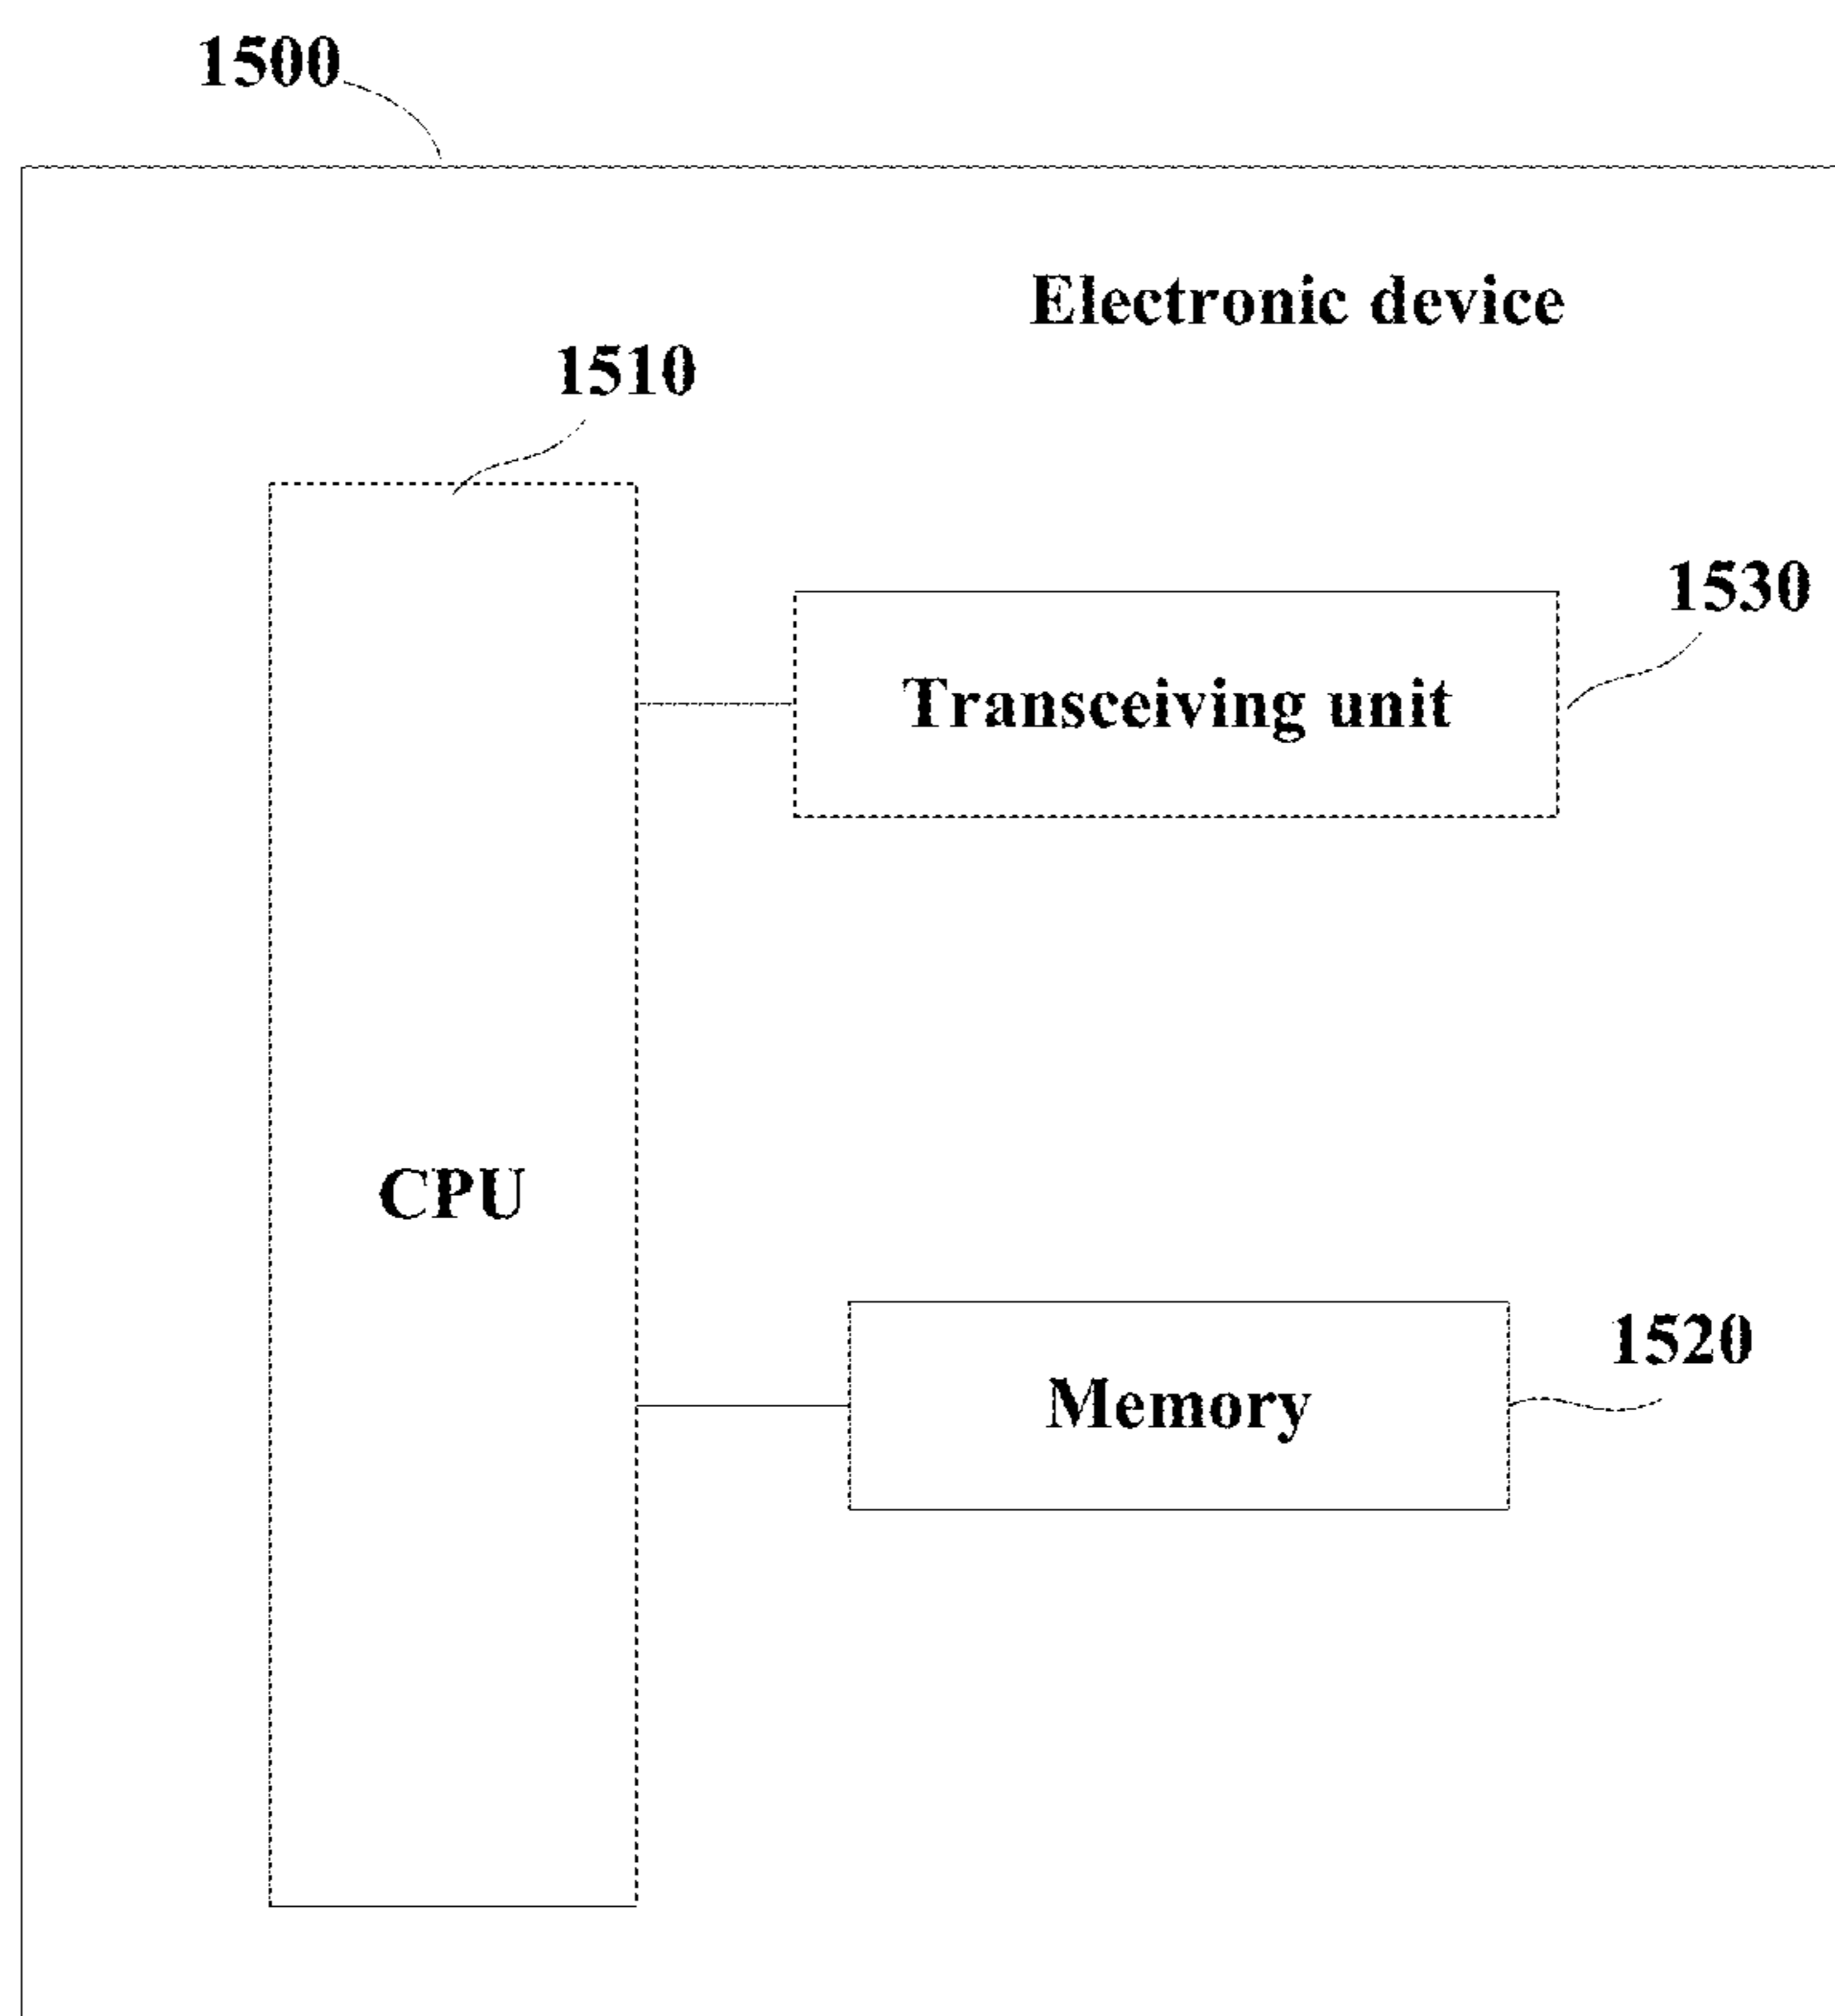 1500
Electronic device
1510
1530
Transceiving unit
CPU
1520
Memory